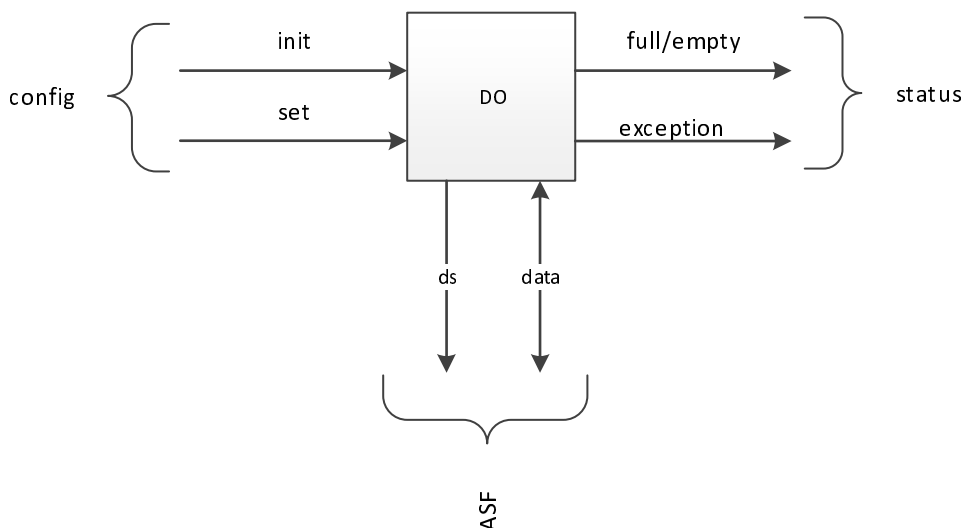 init
full/empty
config
DO
status
set
exception
ds
data
ASF